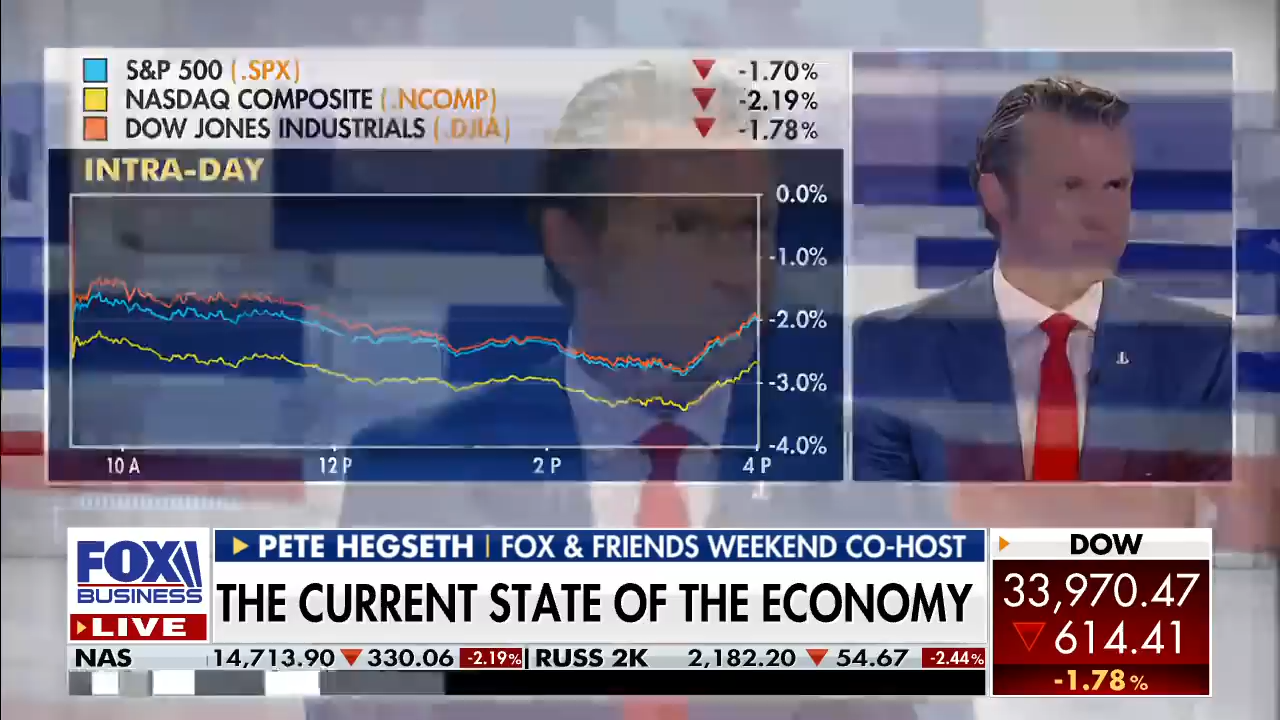 S&P 500 (.SPX) ▼ -1.70%
NASDAQ COMPOSITE (.NCOMP) ▼ -2.19%
DOW JONES INDUSTRIALS (.DJIA) ▼ -1.78%
INTRA-DAY
0.0%
-1.0%
-2.0%
-3.0%
-4.0%
10 A 12 P 2 P 4 P
PETE HEGSETH | FOX & FRIENDS WEEKEND CO-HOST
THE CURRENT STATE OF THE ECONOMY
FOX
BUSINESS
LIVE
DOW
33,970.47
▼ 614.41
-1.78%
NAS 14,713.90 ▼ 330.06 -2.19% RUSS 2K 2,182.20 ▼ 54.67 -2.44%